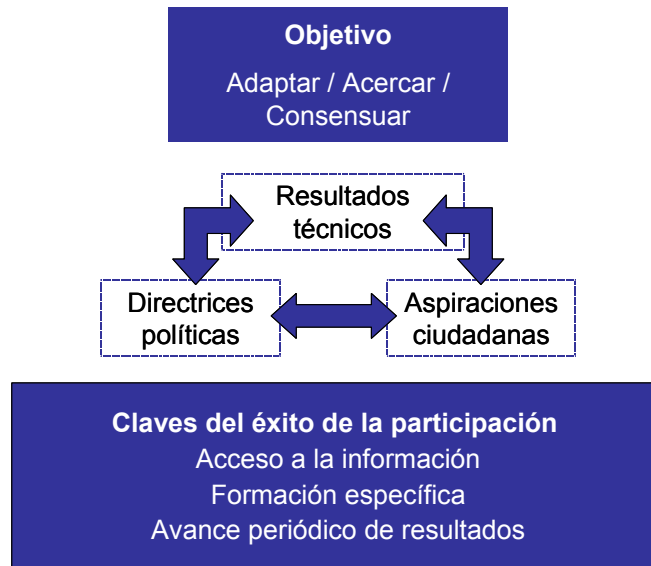 Objetivo
Adaptar / Acercar /
Consensuar
Resultados
técnicos
Directrices
políticas
Aspiraciones
ciudadanas
Claves del éxito de la participación
Acceso a la información
Formación específica
Avance periódico de resultados